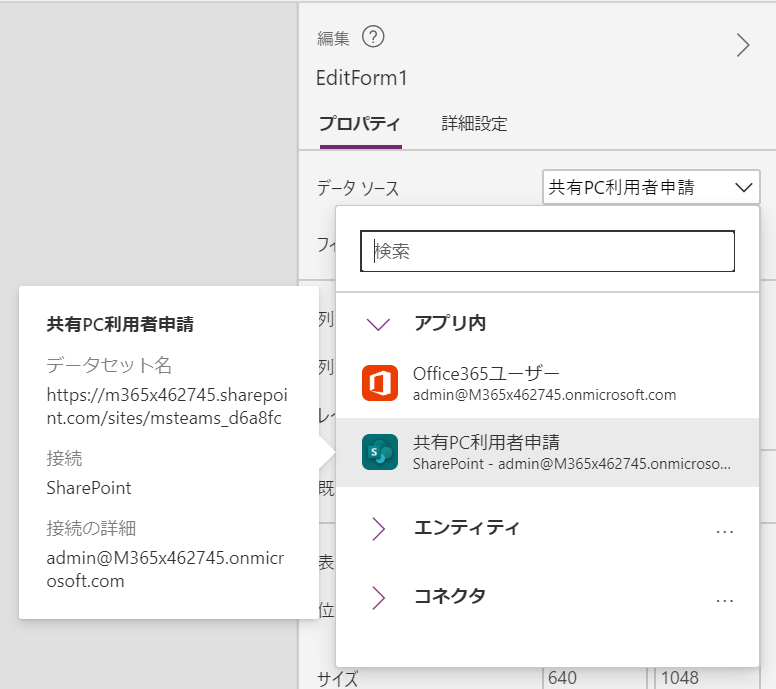 編集
EditForm1
プロパティ
詳細設定
データ ソース
共有PC利用者申請
フィ
検索
アプリ内
Office365ユーザー
admin@M365x462745.onmicrosoft.com
共有PC利用者申請
SharePoint - admin@M365x462745.onmicroso...
エンティティ
...
コネクタ
...
共有PC利用者申請
データセット名
https://m365x462745.sharepoi
nt.com/sites/msteams_d6a8fc
接続
SharePoint
接続の詳細
admin@M365x462745.onmicr
osoft.com
列
列
レイ
既
表
位
サイズ
640
1048